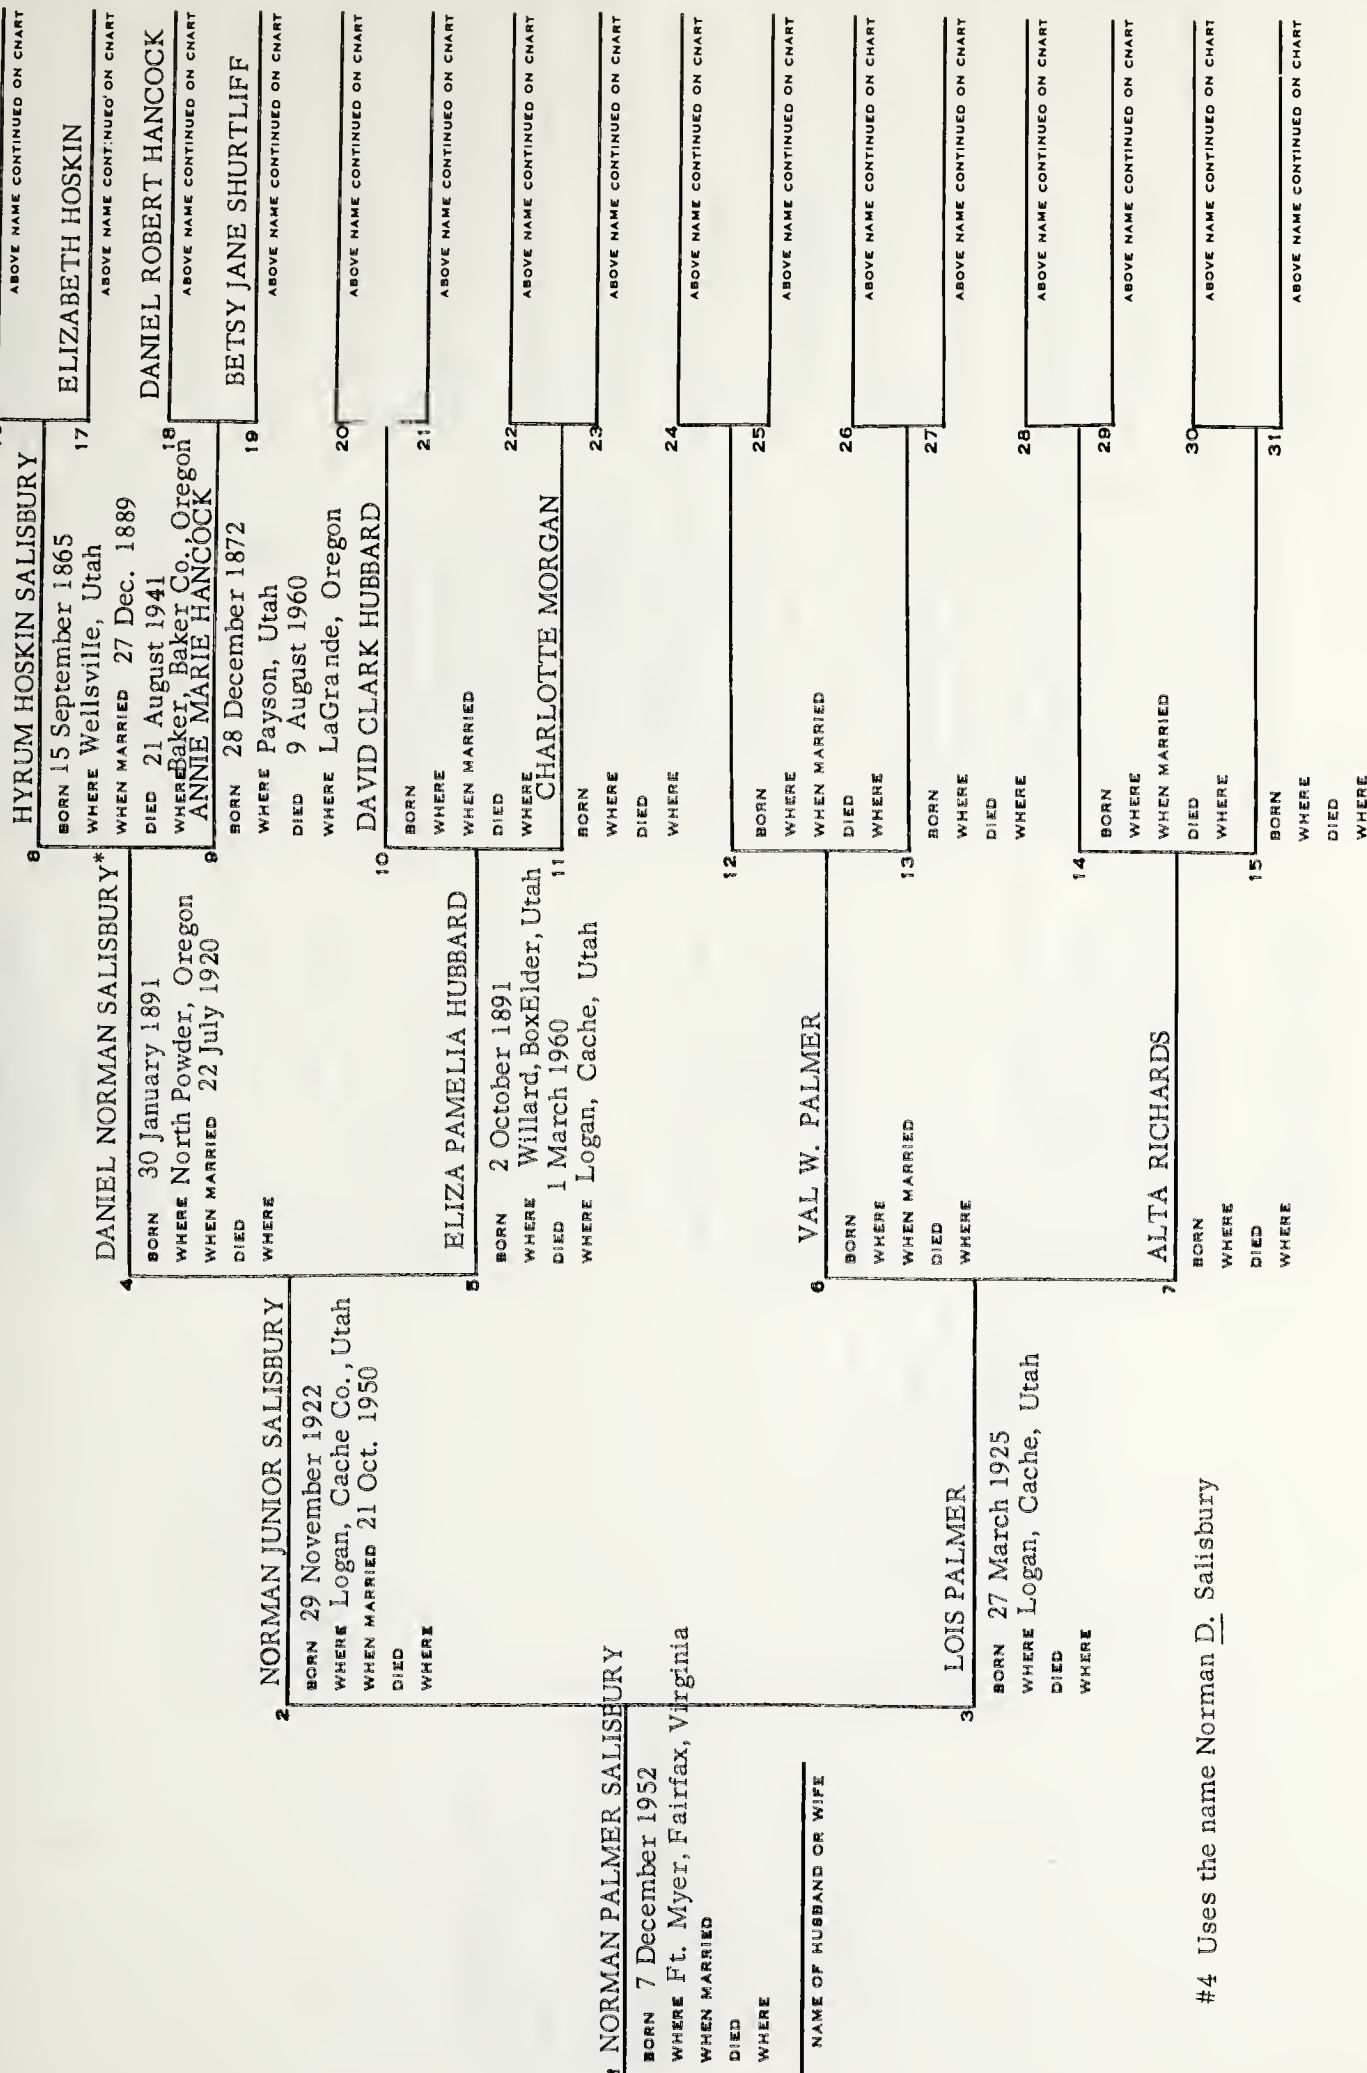 ABOVE NAME CONTINUED ON CHART
17 ELIZABETH HOSKIN
ABOVE NAME CONTINUED ON CHART
18 DANIEL ROBERT HANCOCK
ABOVE NAME CONTINUED ON CHART
19 BETSY JANE SHURTLIFF
ABOVE NAME CONTINUED ON CHART
20
ABOVE NAME CONTINUED ON CHART
21
ABOVE NAME CONTINUED ON CHART
22
ABOVE NAME CONTINUED ON CHART
23
ABOVE NAME CONTINUED ON CHART
24
ABOVE NAME CONTINUED ON CHART
25
ABOVE NAME CONTINUED ON CHART
26
ABOVE NAME CONTINUED ON CHART
27
ABOVE NAME CONTINUED ON CHART
28
ABOVE NAME CONTINUED ON CHART
29
ABOVE NAME CONTINUED ON CHART
30
ABOVE NAME CONTINUED ON CHART
31
ABOVE NAME CONTINUED ON CHART
8 HYRUM HOSKIN SALISBURY
BORN 15 September 1865
WHERE Wellsville, Utah
WHEN MARRIED 27 Dec. 1889
DIED 21 August 1941
WHERE Baker, Baker Co., Oregon
9 ANNIE MARIE HANCOCK
BORN 28 December 1872
WHERE Payson, Utah
DIED 9 August 1960
WHERE LaGrande, Oregon
10 DAVID CLARK HUBBARD
BORN
WHERE
WHEN MARRIED
DIED
WHERE
11 CHARLOTTE MORGAN
BORN
WHERE
DIED
WHERE
12
BORN
WHERE
WHEN MARRIED
DIED
WHERE
13
BORN
WHERE
DIED
WHERE
14
BORN
WHERE
WHEN MARRIED
DIED
WHERE
15
BORN
WHERE
DIED
WHERE
4 DANIEL NORMAN SALISBURY*
BORN 30 January 1891
WHERE North Powder, Oregon
WHEN MARRIED 22 July 1920
DIED
WHERE
5 ELIZA PAMELIA HUBBARD
BORN 2 October 1891
WHERE Willard, BoxElder, Utah
DIED 1 March 1960
WHERE Logan, Cache, Utah
6 VAL W. PALMER
BORN
WHERE
WHEN MARRIED
DIED
WHERE
7 ALTA RICHARDS
BORN
WHERE
DIED
WHERE
2 NORMAN JUNIOR SALISBURY
BORN 29 November 1922
WHERE Logan, Cache Co., Utah
WHEN MARRIED 21 Oct. 1950
DIED
WHERE
3 LOIS PALMER
BORN 27 March 1925
WHERE Logan, Cache, Utah
DIED
WHERE
NORMAN PALMER SALISBURY
BORN 7 December 1952
WHERE Ft. Myer, Fairfax, Virginia
WHEN MARRIED
DIED
WHERE
NAME OF HUSBAND OR WIFE
#4 Uses the name Norman D. Salisbury